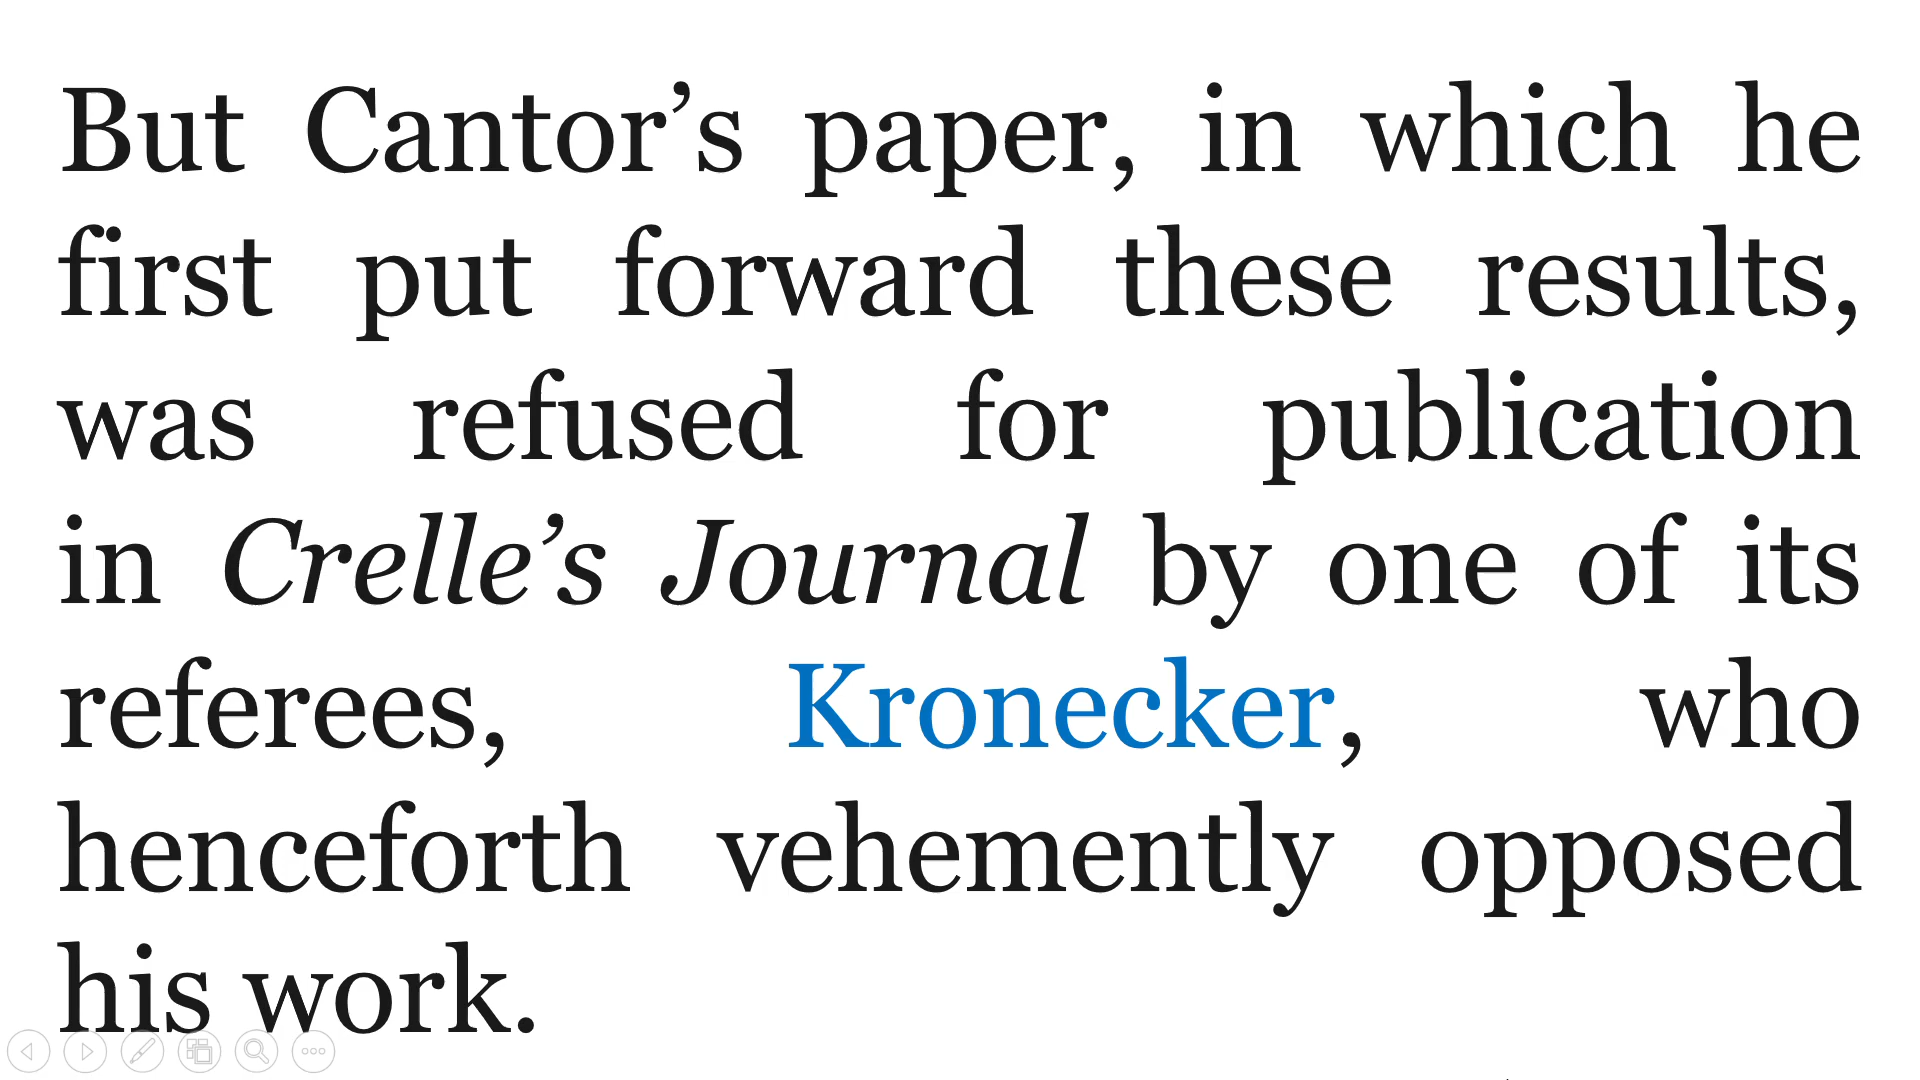 But Cantor’s paper, in which he
first put forward these results,
was refused for publication
in Crelle’s Journal by one of its
referees, Kronecker, who
henceforth vehemently opposed
his work.